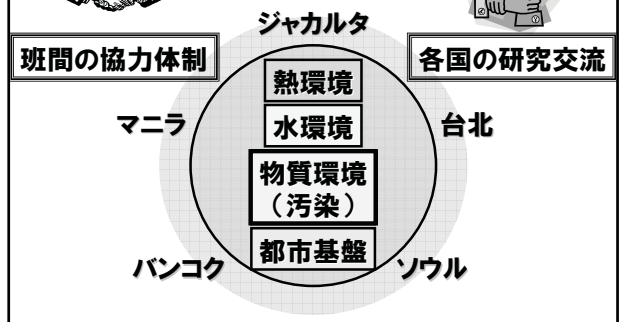 ジャカルタ
班間の協力体制
各国の研究交流
熱環境
マニラ
水環境
台北
物質環境
（汚染）
都市基盤
バンコク
ソウル